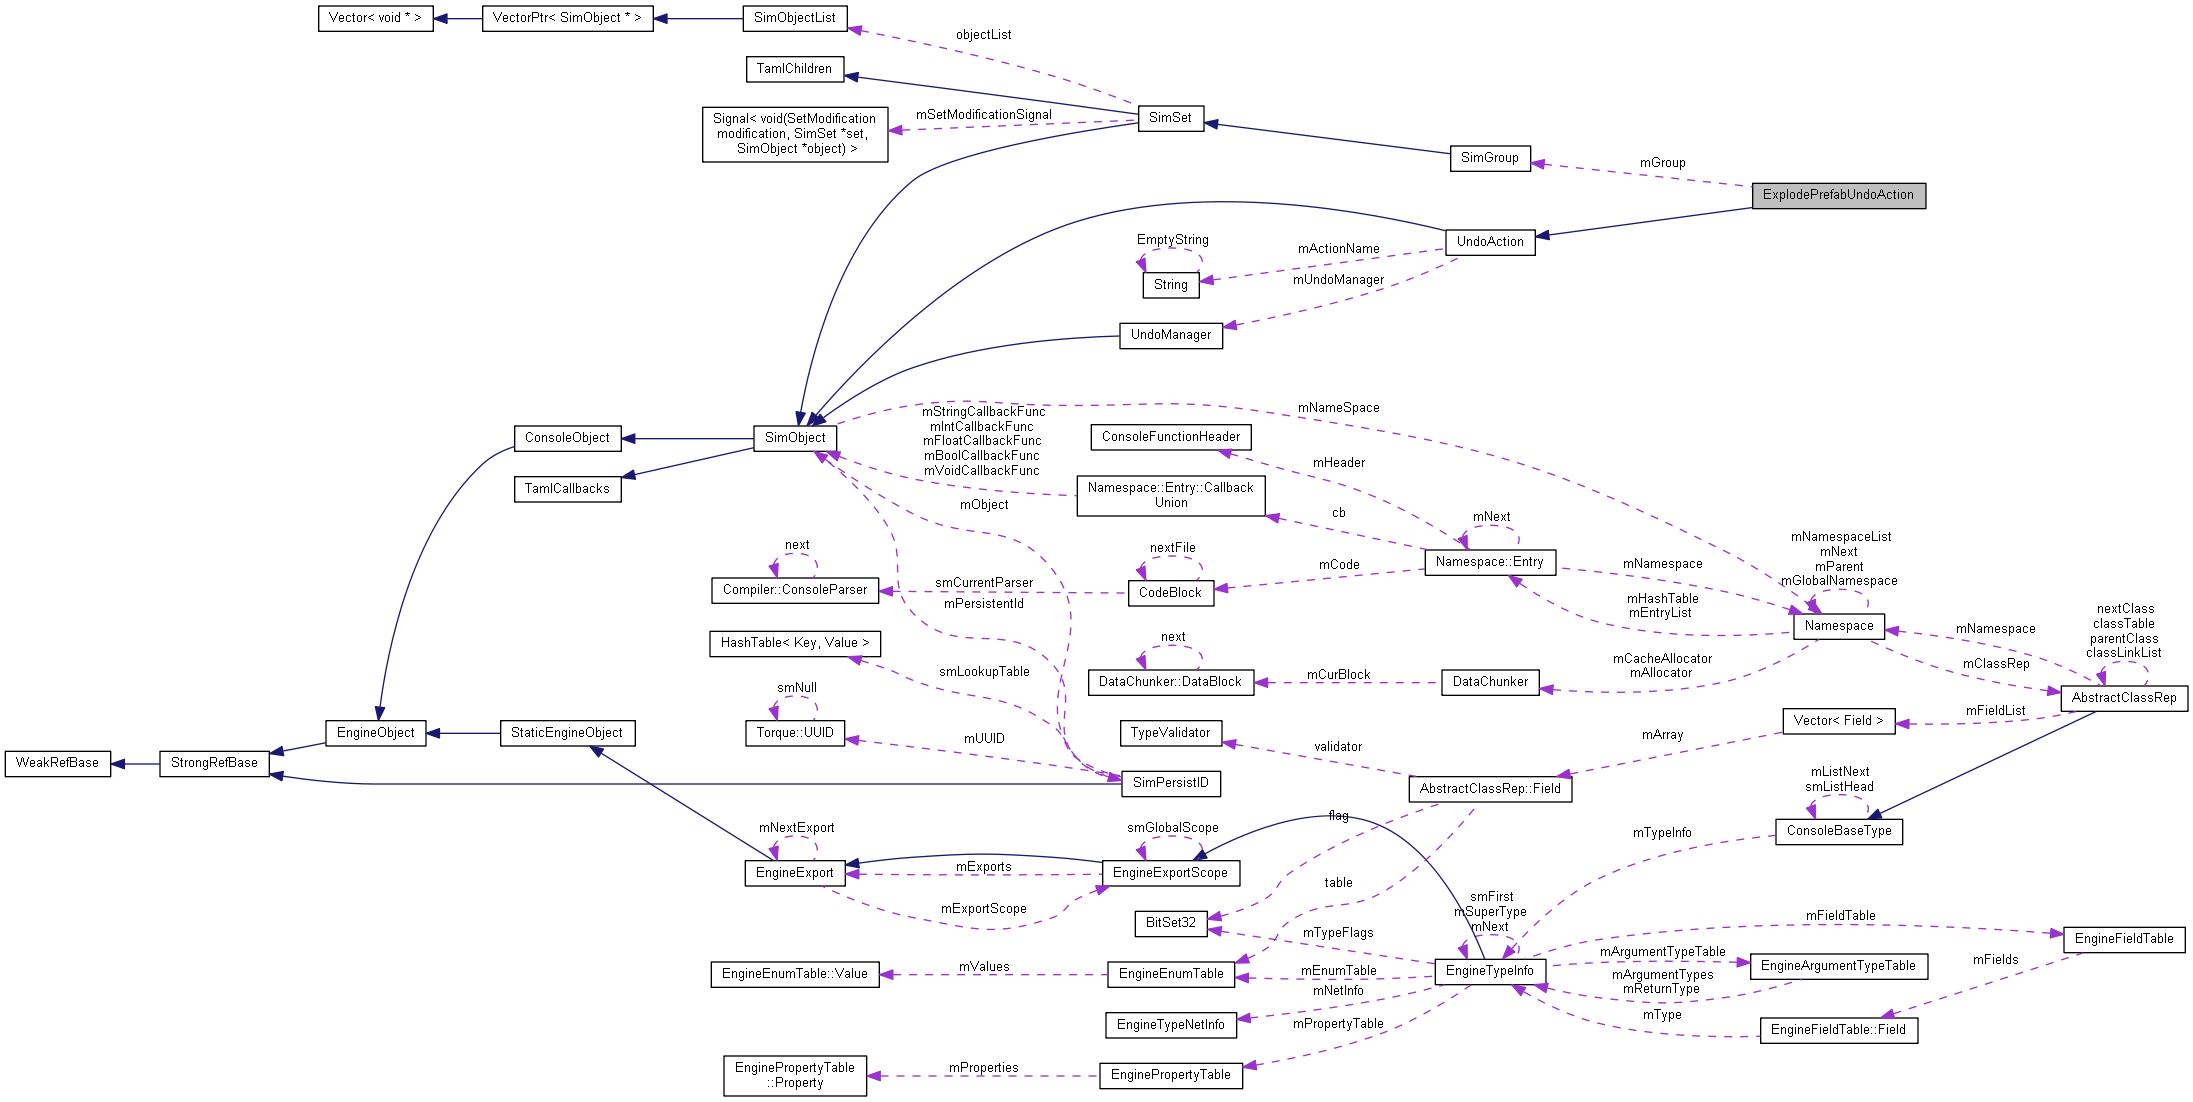 Vector< void * >
VectorPtr< SimObject * >
SimObjectList
objectList
TamlChildren
Signal< void(SetModification
modification, SimSet *set,
SimObject *object) >
mSetModificationSignal
SimSet
SimGroup
mGroup
ExplodePrefabUndoAction
EmptyString
String
mActionName
mUndoManager
UndoAction
UndoManager
ConsoleObject
TamlCallbacks
SimObject
mStringCallbackFunc
mIntCallbackFunc
mFloatCallbackFunc
mBoolCallbackFunc
mVoidCallbackFunc
mNameSpace
ConsoleFunctionHeader
mHeader
Namespace::Entry::Callback
Union
cb
mObject
mNext
Namespace::Entry
next
Compiler::ConsoleParser
smCurrentParser
mPersistentId
nextFile
CodeBlock
mCode
mNamespace
mHashTable
mEntryList
mNamespaceList
mNext
mParent
mGlobalNamespace
Namespace
mNamespace
mClassRep
nextClass
classTable
parentClass
classLinkList
AbstractClassRep
HashTable< Key, Value >
smLookupTable
next
DataChunker::DataBlock
mCurBlock
DataChunker
mCacheAllocator
mAllocator
smNull
Torque::UUID
mUUID
TypeValidator
validator
mArray
Vector< Field >
mFieldList
EngineObject
StaticEngineObject
WeakRefBase
StrongRefBase
SimPersistID
AbstractClassRep::Field
mListNext
smListHead
ConsoleBaseType
mTypeInfo
flag
table
mNextExport
EngineExport
mExports
mExportScope
smGlobalScope
EngineExportScope
BitSet32
mTypeFlags
smFirst
mSuperType
mNext
EngineTypeInfo
mFieldTable
EngineFieldTable
mArgumentTypeTable
EngineArgumentTypeTable
mArgumentTypes
mReturnType
mFields
mType
EngineFieldTable::Field
EngineEnumTable::Value
mValues
EngineEnumTable
mEnumTable
mNetInfo
EngineTypeNetInfo
mPropertyTable
EnginePropertyTable
::Property
mProperties
EnginePropertyTable